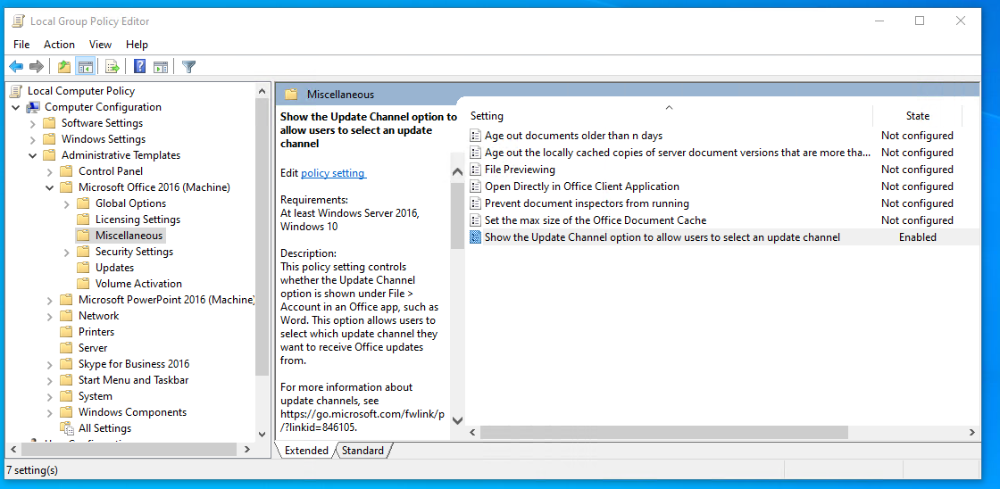 Local Group Policy Editor
File Action View Help
Local Computer Policy
Computer Configuration
Software Settings
Windows Settings
Administrative Templates
Control Panel
Microsoft Office 2016 (Machine)
Global Options
Licensing Settings
Miscellaneous
Security Settings
Updates
Volume Activation
Microsoft PowerPoint 2016 (Machine)
Network
Printers
Server
Skype for Business 2016
Start Menu and Taskbar
System
Windows Components
All Settings
Miscellaneous
Show the Update Channel option to
allow users to select an update
channel
Edit policy setting
Requirements:
At least Windows Server 2016,
Windows 10
Description:
This policy setting controls
whether the Update Channel
option is shown under File >
Account in an Office app, such as
Word. This option allows users to
select which update channel they
want to receive Office updates
from.
For more information about
update channels, see
https://go.microsoft.com/fwlink/p
/?linkid=846105.
Setting State
Age out documents older than n days Not configured
Age out the locally cached copies of server document versions that are more tha... Not configured
File Previewing Not configured
Open Directly in Office Client Application Not configured
Prevent document inspectors from running Not configured
Set the max size of the Office Document Cache Not configured
Show the Update Channel option to allow users to select an update channel Enabled
Extended Standard
7 setting(s)